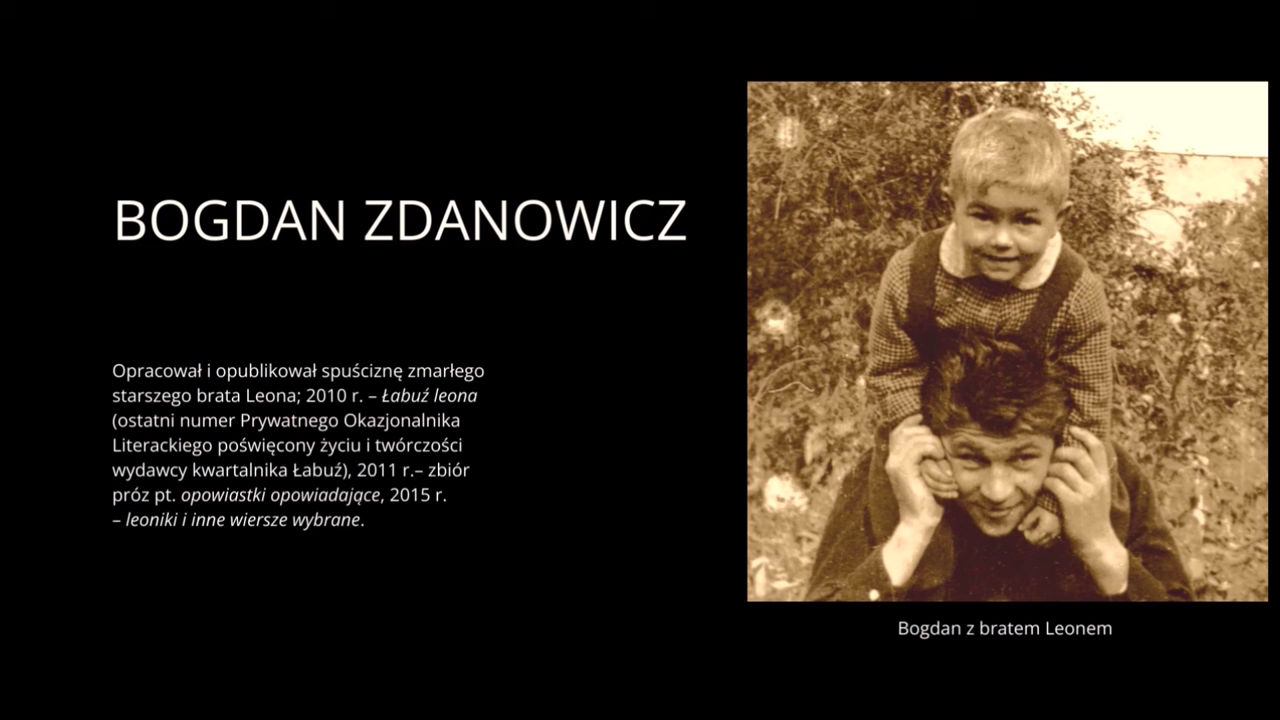 BOGDAN ZDANOWICZ
Opracował i opublikował spuściznę zmarłego
starszego brata Leona; 2010 r. – Łabuź leona
(ostatni numer Prywatnego Okazjonalnika
Literackiego poświęcony życiu i twórczości
wydawcy kwartalnika Łabuź), 2011 r.– zbiór
próz pt. opowiastki opowiadające, 2015 r.
– leoniki i inne wiersze wybrane.
Bogdan z bratem Leonem